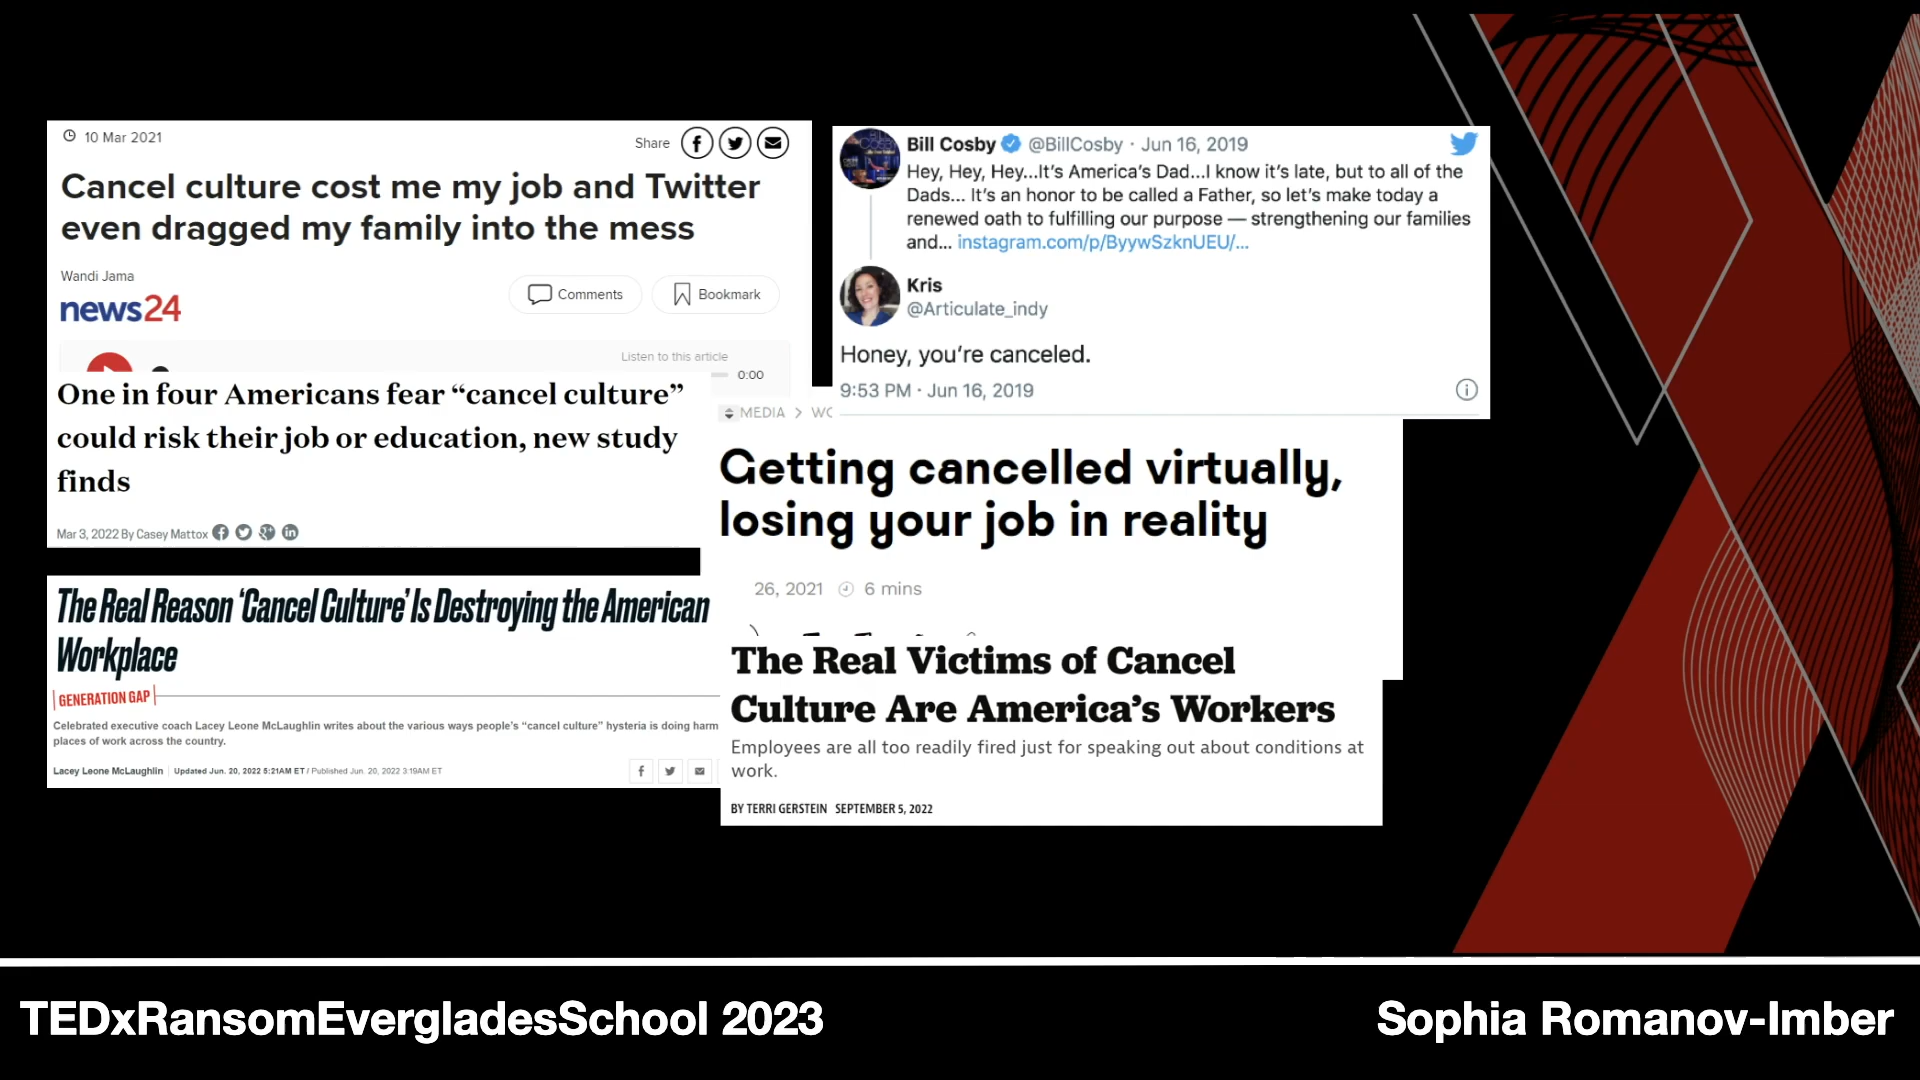 10 Mar 2021
Share
Cancel culture cost me my job and Twitter
even dragged my family into the mess
Wandi Jama
news24
Comments
Bookmark
Listen to this article
0:00
One in four Americans fear “cancel culture”
could risk their job or education, new study
finds
Mar 3, 2022 By Casey Mattox
The Real Reason ‘Cancel Culture’ Is Destroying the American
Workplace
GENERATION GAP
Celebrated executive coach Lacey Leone McLaughlin writes about the various ways people’s “cancel culture” hysteria is doing harm
places of work across the country.
Lacey Leone McLaughlin
Updated Jun. 20, 2022 5:21AM ET / Published Jun. 20, 2022 3:19AM ET
Bill Cosby @BillCosby · Jun 16, 2019
Hey, Hey, Hey...It’s America’s Dad...I know it’s late, but to all of the
Dads... It’s an honor to be called a Father, so let’s make today a
renewed oath to fulfilling our purpose — strengthening our families
and... instagram.com/p/ByywSzknUEU/...
Kris
@Articulate_indy
Honey, you’re canceled.
9:53 PM · Jun 16, 2019
MEDIA > WO
Getting cancelled virtually,
losing your job in reality
26, 2021 6 mins
The Real Victims of Cancel
Culture Are America’s Workers
Employees are all too readily fired just for speaking out about conditions at
work.
BY TERRI GERSTEIN SEPTEMBER 5, 2022
TEDxRansomEvergladesSchool 2023
Sophia Romanov-Imber